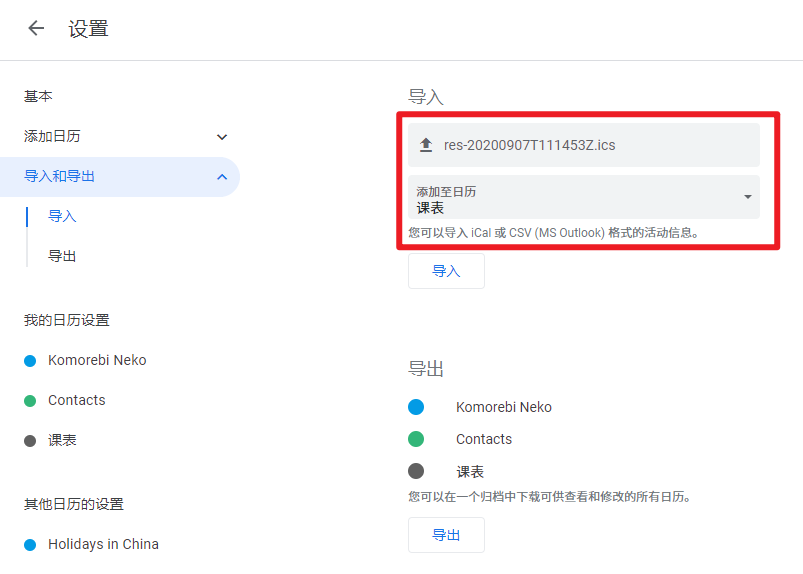 设置
基本
添加日历
导入和导出
导入
导出
我的日历设置
Komorebi Neko
Contacts
课表
其他日历的设置
Holidays in China
导入
res-20200907T111453Z.ics
添加至日历
课表
您可以导入 iCal 或 CSV (MS Outlook) 格式的活动信息。
导入
导出
Komorebi Neko
Contacts
课表
您可以在一个归档中下载可供查看和修改的所有日历。
导出